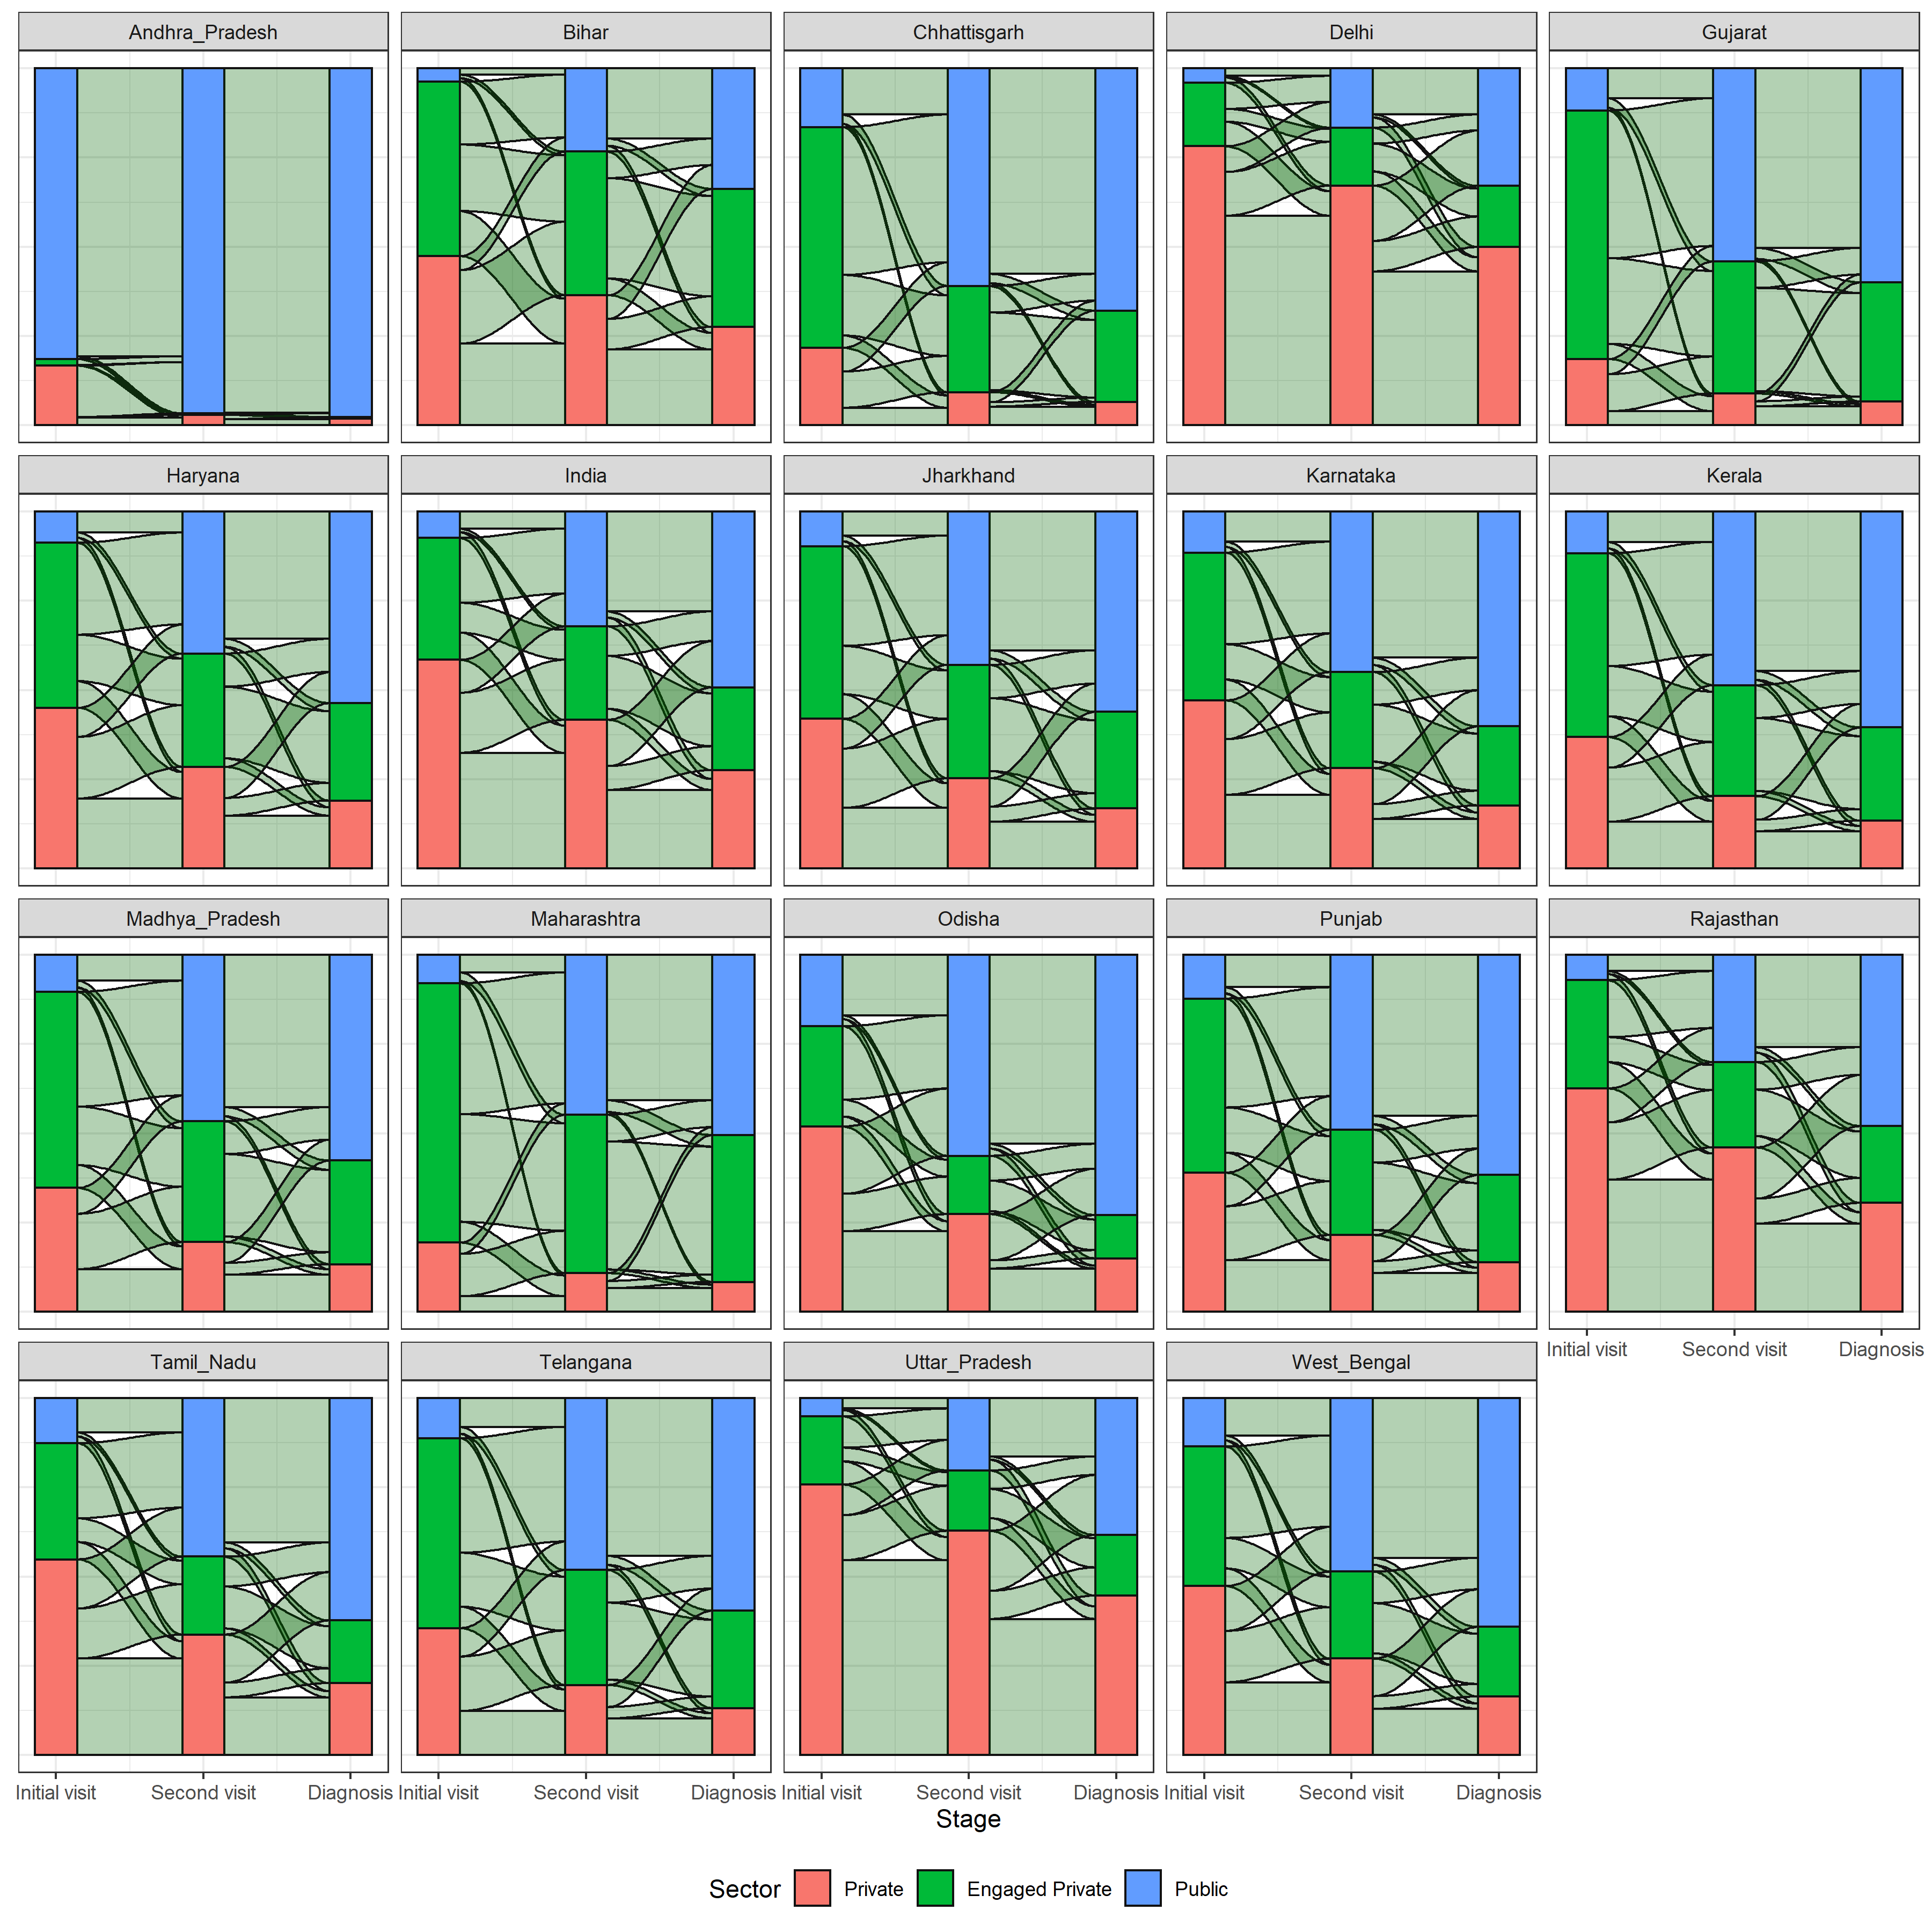 Andhra_Pradesh
Bihar
Chhattisgarh
Delhi
Gujarat
Haryana
India
Jharkhand
Karnataka
Kerala
Madhya_Pradesh
Maharashtra
Odisha
Punjab
Rajasthan
Initial visit Second visit Diagnosis
Tamil_Nadu
Telangana
Uttar_Pradesh
West_Bengal
Initial visit Second visit Diagnosis
Initial visit Second visit Diagnosis
Initial visit Second visit Diagnosis
Initial visit Second visit Diagnosis
Stage
Sector Private Engaged Private Public